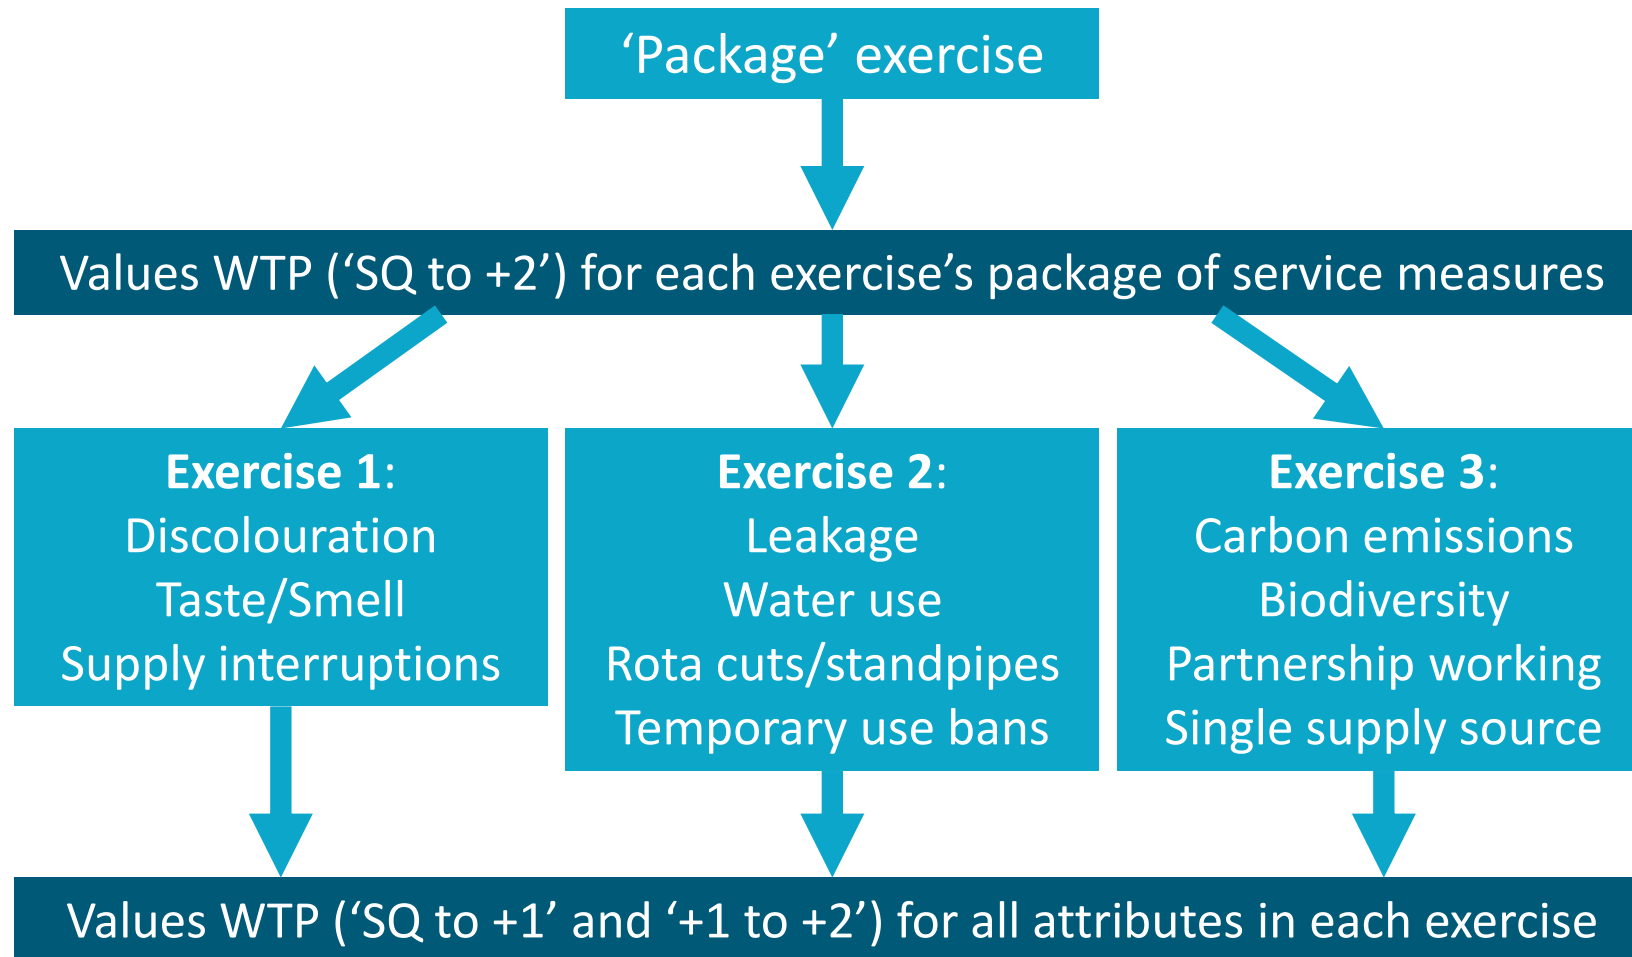 ‘Package’ exercise
Values WTP (‘SQ to +2’) for each exercise’s package of service measures
Exercise 1:
Discolouration
Taste/Smell
Supply interruptions
Exercise 2:
Leakage
Water use
Rota cuts/standpipes
Temporary use bans
Exercise 3:
Carbon emissions
Biodiversity
Partnership working
Single supply source
Values WTP (‘SQ to +1’ and ‘+1 to +2’) for all attributes in each exercise